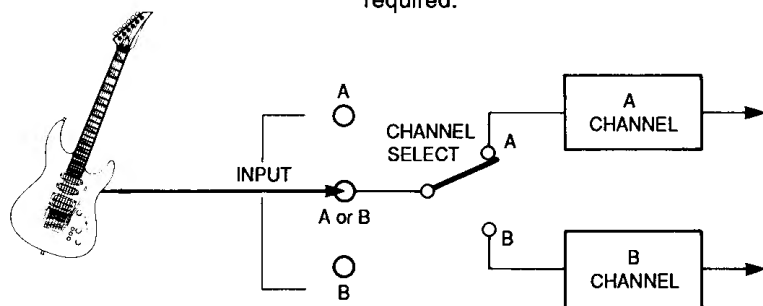 required.
A
CHANNEL
SELECT
A
A
CHANNEL
INPUT
A or B
B
B
B
CHANNEL